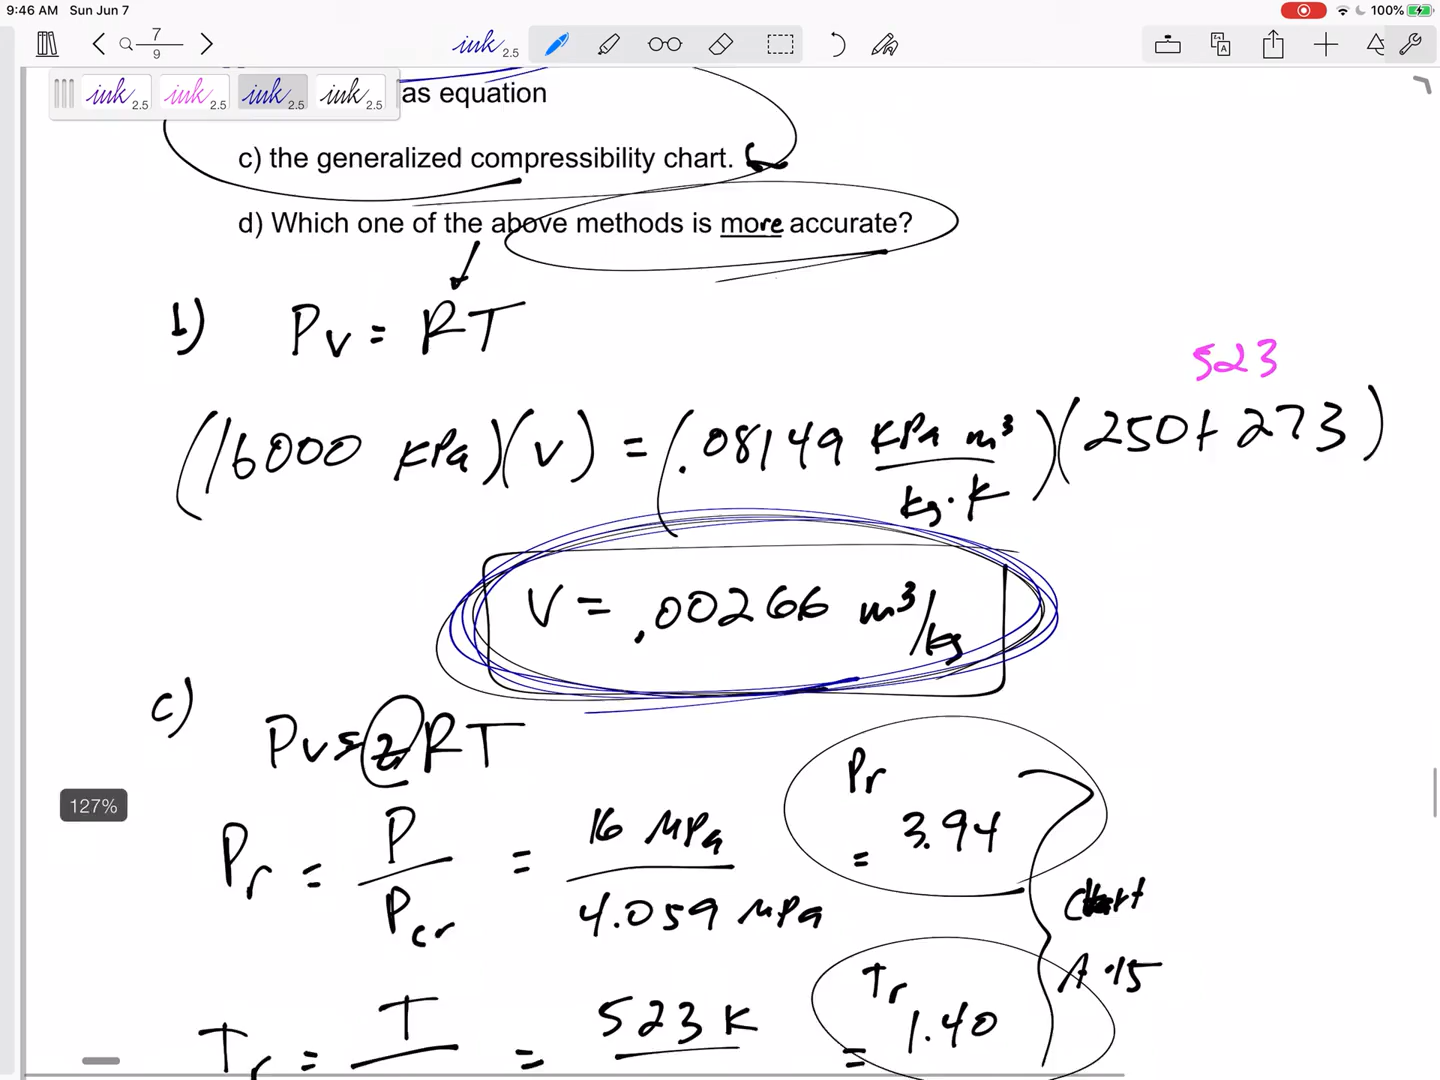 9:46 AM Sun Jun 7
100%
7
9
ink 2.5
ink 2.5
ink 2.5
ink 2.5
ink 2.5
as equation
c) the generalized compressibility chart.
d) Which one of the above methods is more accurate?
b) Pv = RT
523
(16000 KPa)(v) = (.08149 KPa m³ / kg·K)(250+273)
V = .00266 m³/kg
c)
Pv = zRT
127%
Pr = P / Pcr = 16 MPa / 4.059 MPa = Pr 3.94
Chart
A-15
Tr = T = 523 K = Tr 1.40